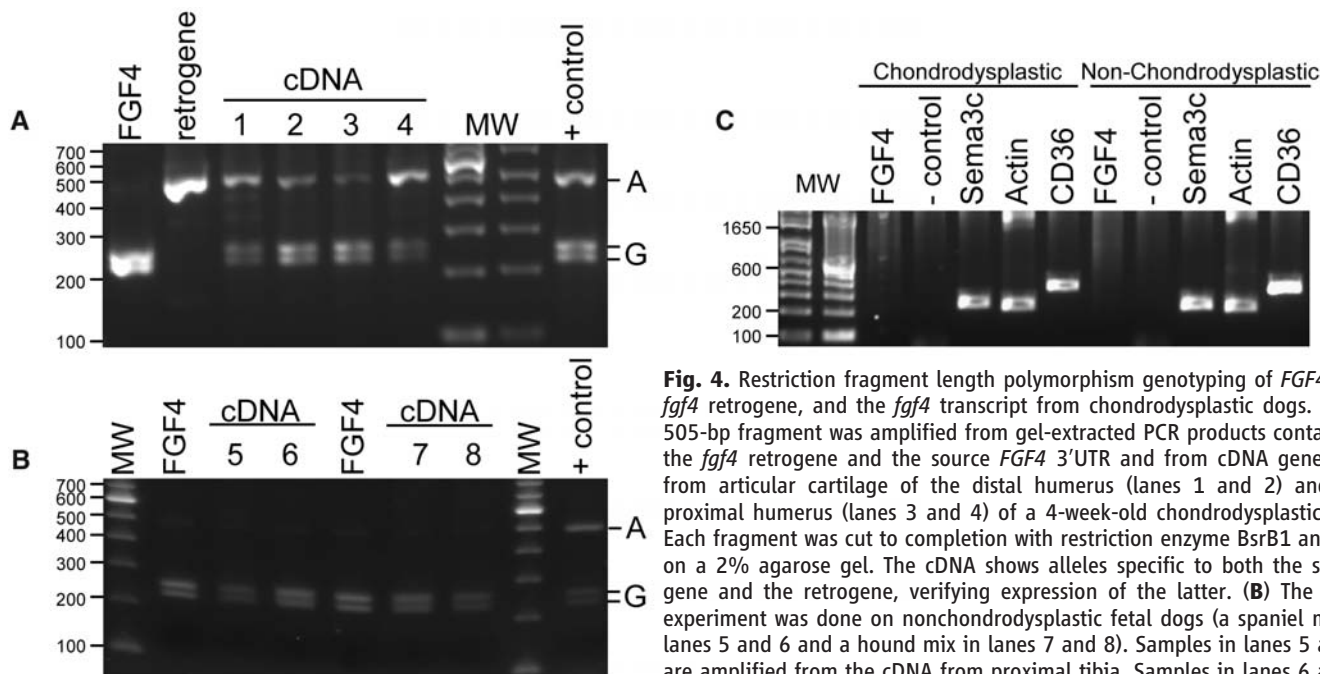 A
FGF4
retrogene
cDNA
1 2 3 4
MW
+ control
700
600
500
400
300
200
100
A
G
B
MW
FGF4
cDNA
5 6
FGF4
cDNA
7 8
MW
+ control
700
600
500
400
300
200
100
A
G
C
Chondrodysplastic Non-Chondrodysplastic
MW
FGF4
- control
Sema3c
Actin
CD36
FGF4
- control
Sema3c
Actin
CD36
1650
600
200
100
Fig. 4. Restriction fragment length polymorphism genotyping of FGF4
fgf4 retrogene, and the fgf4 transcript from chondrodysplastic dogs.
505-bp fragment was amplified from gel-extracted PCR products conta
the fgf4 retrogene and the source FGF4 3'UTR and from cDNA gene
from articular cartilage of the distal humerus (lanes 1 and 2) and
proximal humerus (lanes 3 and 4) of a 4-week-old chondrodysplastic
Each fragment was cut to completion with restriction enzyme BsrB1 an
on a 2% agarose gel. The cDNA shows alleles specific to both the s
gene and the retrogene, verifying expression of the latter. (B) The
experiment was done on nonchondrodysplastic fetal dogs (a spaniel m
lanes 5 and 6 and a hound mix in lanes 7 and 8). Samples in lanes 5 a
are amplified from the cDNA from proximal tibia. Samples in lanes 6 a